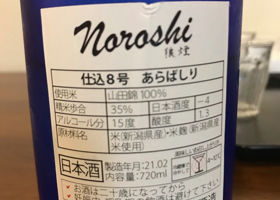 Noroshi
狼煙
仕込8号 あらばしり
使用米 山田錦100%
精米歩合 35% 日本酒度 -4
アルコール分 15度 酸度 1.3
原材料名 米(新潟県産)・米麹(新潟県産
米使用)
日本酒 製造年月:21.02
内容量:720ml
お酒は二十歳になってから